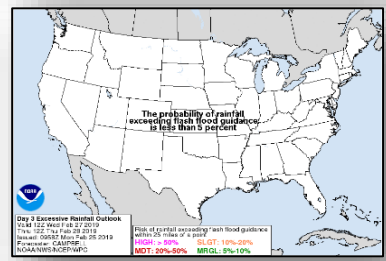 The probability of rainfall
exceeding flash flood guidance
is less than 5 percent
NOAA
Day 3 Excessive Rainfall Outlook
Valid 12Z Wed Feb 27 2019
Thru 12Z Thu Feb 28 2019
Issued: 0959Z Mon Feb 25 2019
Forecaster: CAMPBELL
NOAA/NWS/NCEP/WPC
Risk of rainfall exceeding flash flood guidance
within 25 miles of a point
HIGH: > 50% SLGT: 10%-20%
MDT: 20%-50% MRGL: 5%-10%